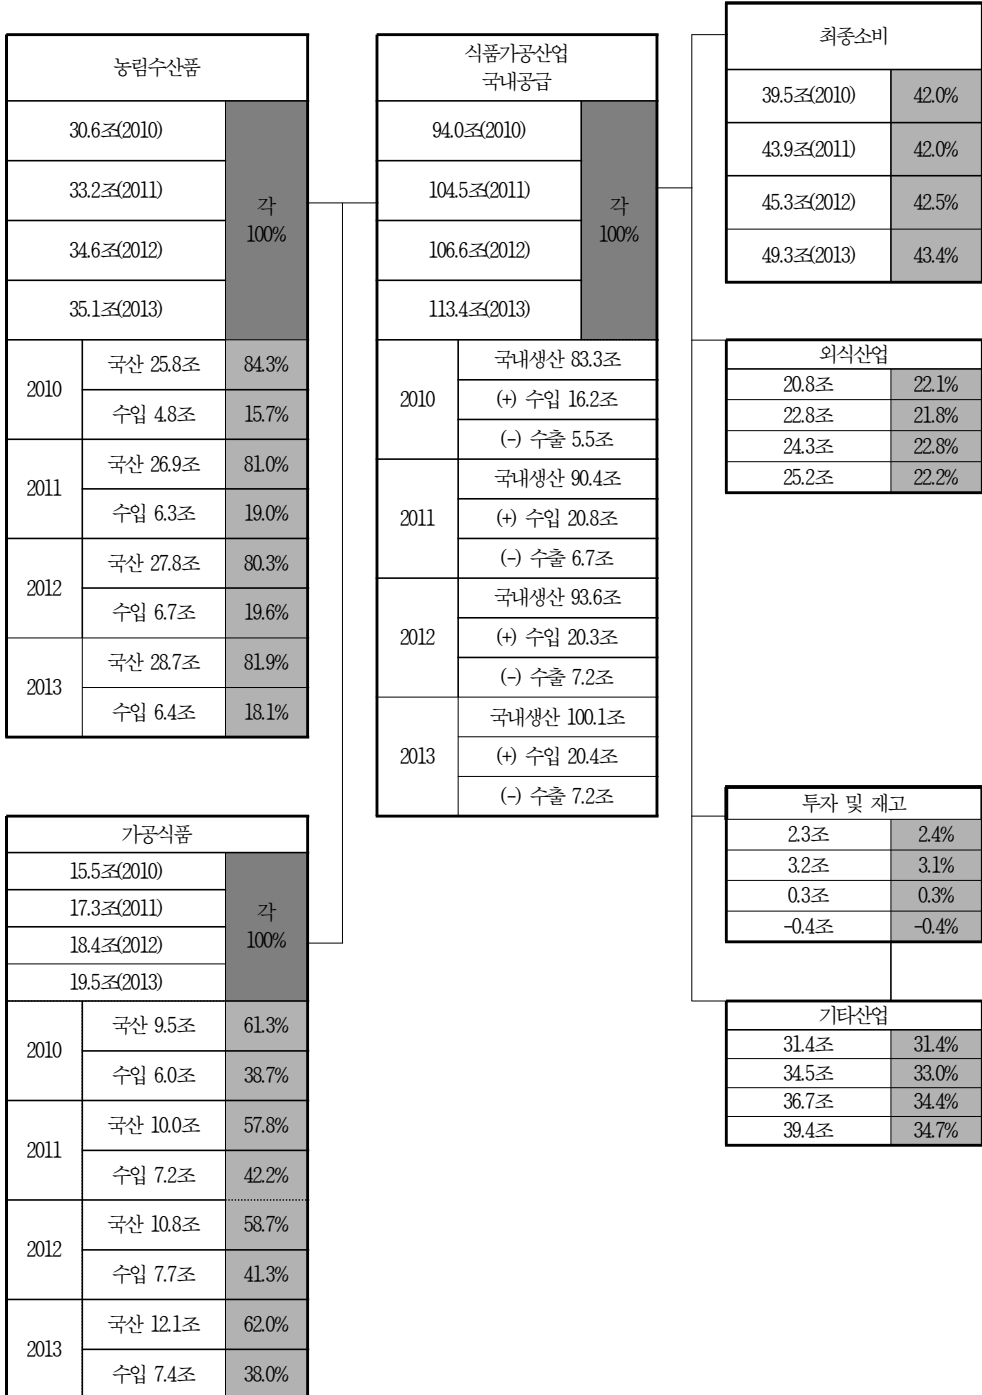 농림수산품
30.6조(2010)
33.2조(2011)
34.6조(2012)
35.1조(2013)
각
100%
2010
국산 25.8조 84.3%
수입 4.8조 15.7%
2011
국산 26.9조 81.0%
수입 6.3조 19.0%
2012
국산 27.8조 80.3%
수입 6.7조 19.6%
2013
국산 28.7조 81.9%
수입 6.4조 18.1%
가공식품
15.5조(2010)
17.3조(2011)
18.4조(2012)
19.5조(2013)
각
100%
2010
국산 9.5조 61.3%
수입 6.0조 38.7%
2011
국산 10.0조 57.8%
수입 7.2조 42.2%
2012
국산 10.8조 58.7%
수입 7.7조 41.3%
2013
국산 12.1조 62.0%
수입 7.4조 38.0%
식품가공산업
국내공급
94.0조(2010)
104.5조(2011)
106.6조(2012)
113.4조(2013)
각
100%
2010
국내생산 83.3조
(+) 수입 16.2조
(-) 수출 5.5조
2011
국내생산 90.4조
(+) 수입 20.8조
(-) 수출 6.7조
2012
국내생산 93.6조
(+) 수입 20.3조
(-) 수출 7.2조
2013
국내생산 100.1조
(+) 수입 20.4조
(-) 수출 7.2조
최종소비
39.5조(2010) 42.0%
43.9조(2011) 42.0%
45.3조(2012) 42.5%
49.3조(2013) 43.4%
외식산업
20.8조 22.1%
22.8조 21.8%
24.3조 22.8%
25.2조 22.2%
투자 및 재고
2.3조 2.4%
3.2조 3.1%
0.3조 0.3%
-0.4조 -0.4%
기타산업
31.4조 31.4%
34.5조 33.0%
36.7조 34.4%
39.4조 34.7%